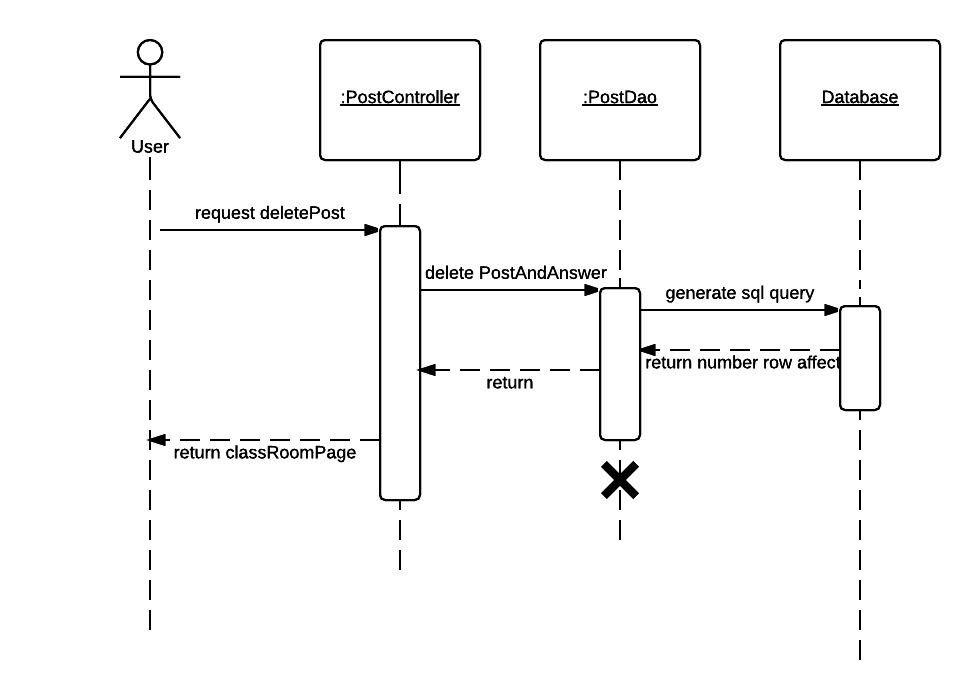 :PostController
:PostDao
Database
User
request deletePost
delete PostAndAnswer
generate sql query
return number row affect
return
return classRoomPage